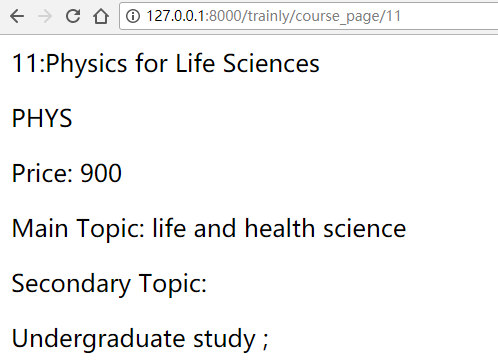 127.0.0.1:8000/trainly/course_page/11
11:Physics for Life Sciences
PHYS
Price: 900
Main Topic: life and health science
Secondary Topic:
Undergraduate study ;